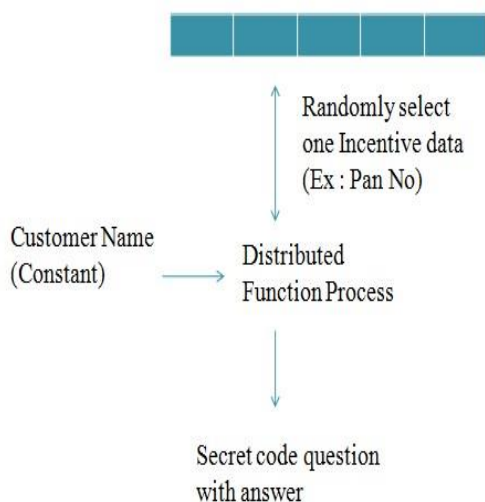 Randomly select
one Incentive data
(Ex : Pan No)
Customer Name
(Constant)
Distributed
Function Process
Secret code question
with answer